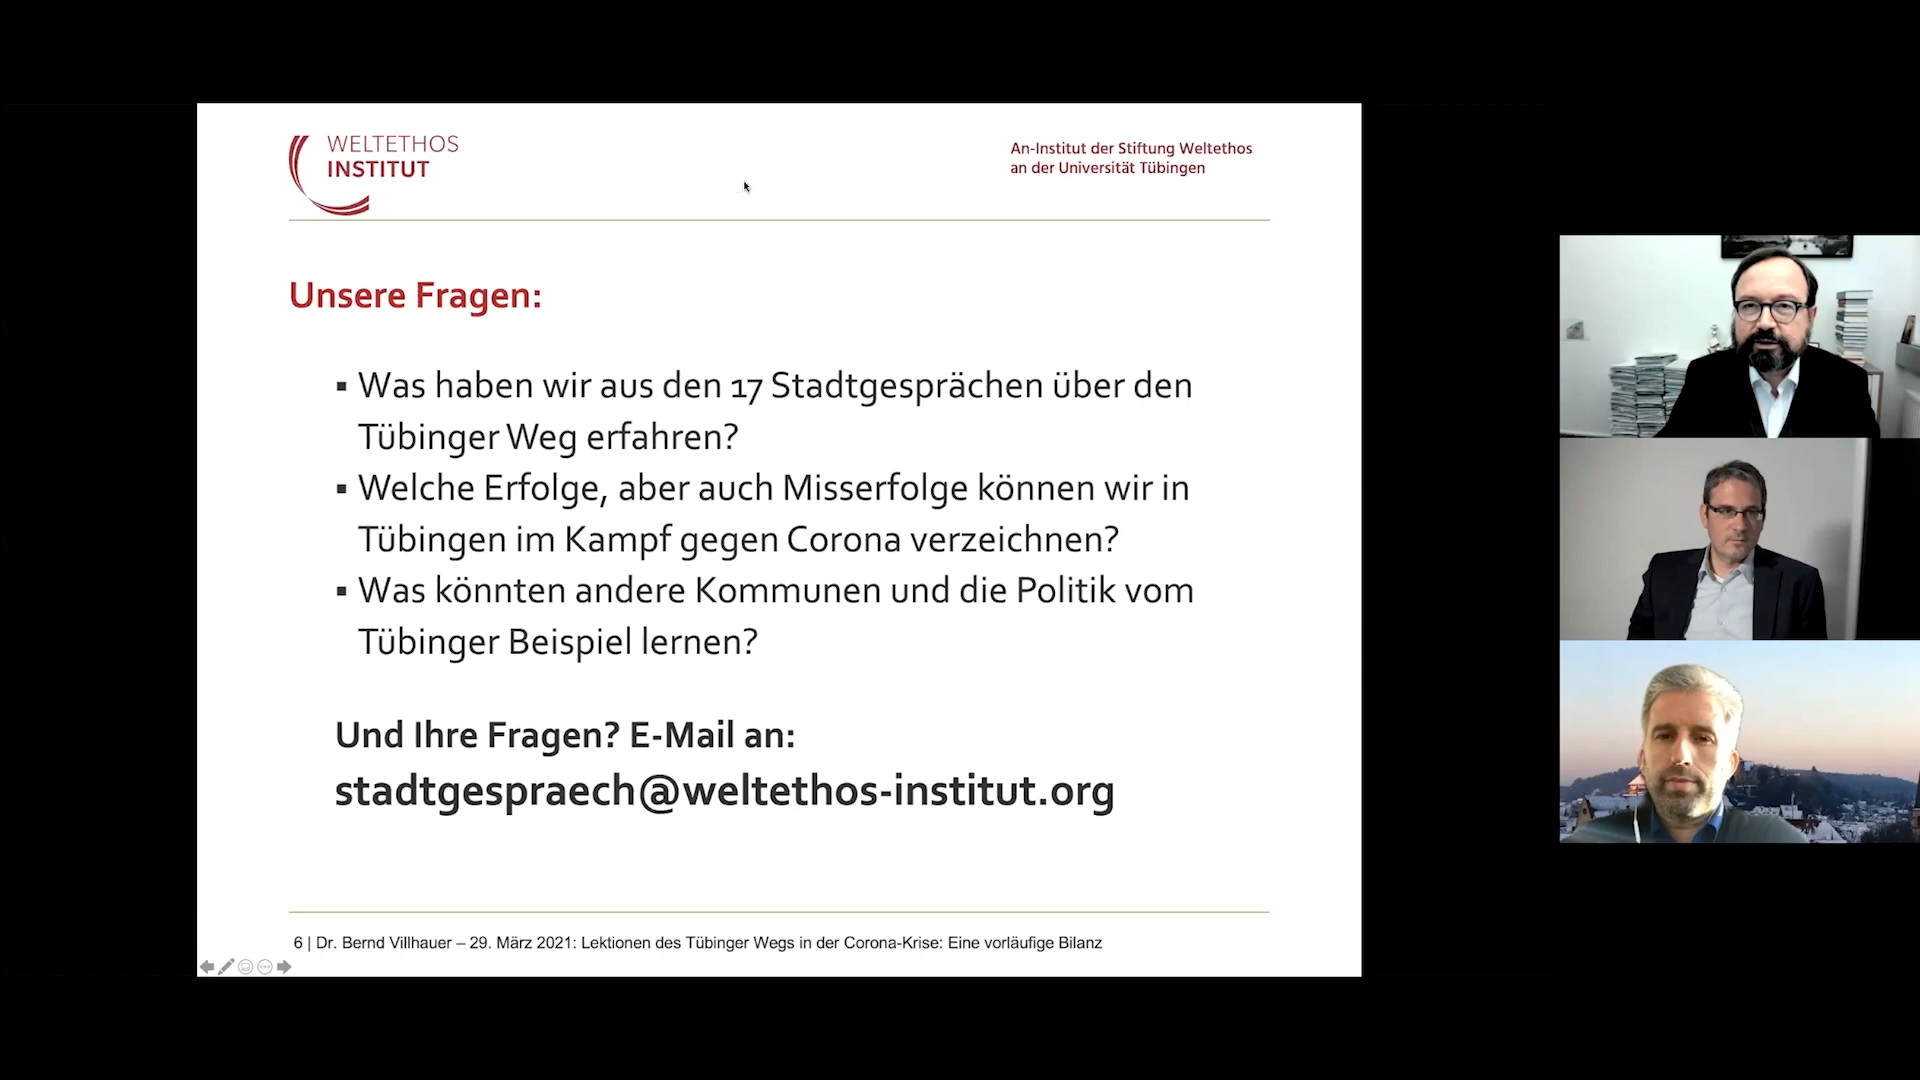 WELTETHOS
INSTITUT
An-Institut der Stiftung Weltethos
an der Universität Tübingen
Unsere Fragen:
▪ Was haben wir aus den 17 Stadtgesprächen über den
Tübinger Weg erfahren?
▪ Welche Erfolge, aber auch Misserfolge können wir in
Tübingen im Kampf gegen Corona verzeichnen?
▪ Was könnten andere Kommunen und die Politik vom
Tübinger Beispiel lernen?
Und Ihre Fragen? E-Mail an:
stadtgespraech@weltethos-institut.org
6 | Dr. Bernd Villhauer – 29. März 2021: Lektionen des Tübinger Wegs in der Corona-Krise: Eine vorläufige Bilanz